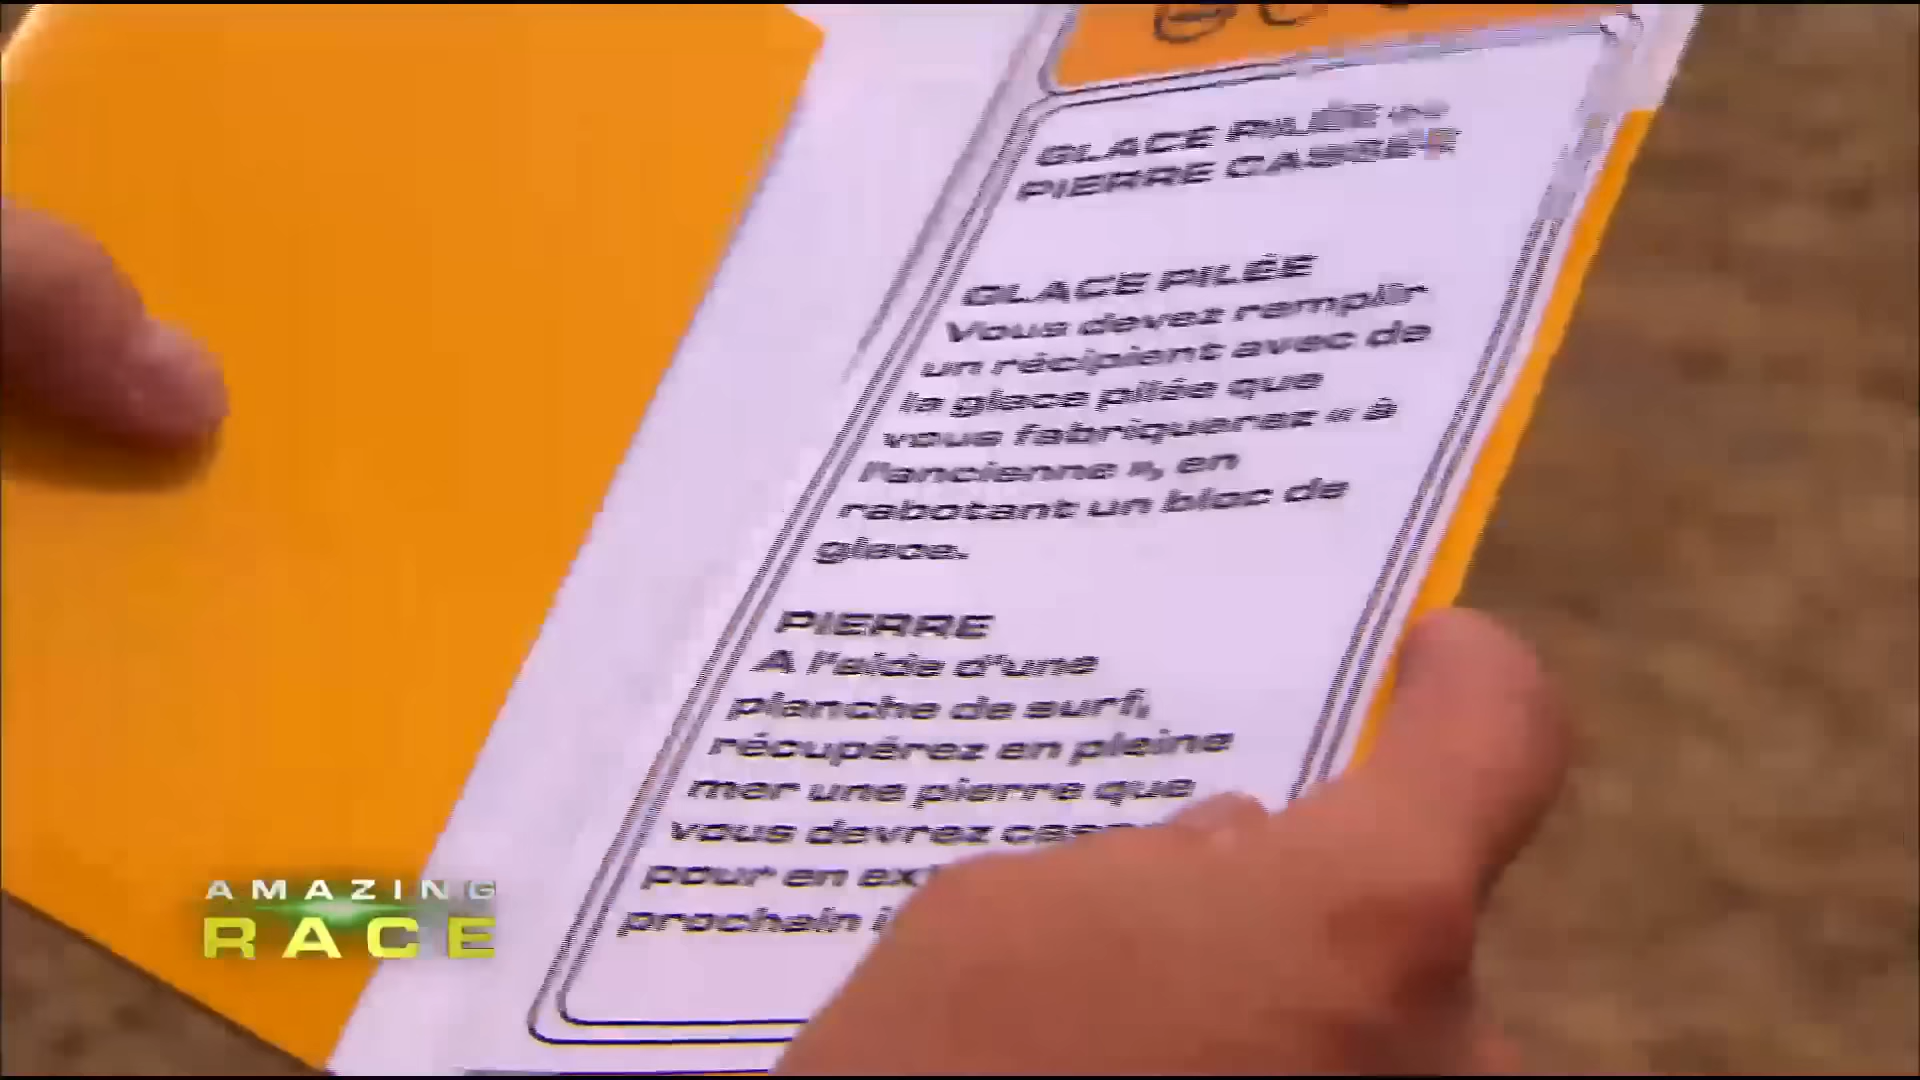 GLACE PILÉE ou
PIERRE CASSER
GLACE PILÉE
Vous devez remplir
un récipient avec de
la glace pilée que
vous fabriquerez « à
l'ancienne », en
rabotant un bloc de
glace.
PIERRE
A l'aide d'une
planche de surf,
récupérez en pleine
mer une pierre que
vous devrez
pour en
prochain
AMAZING
RACE